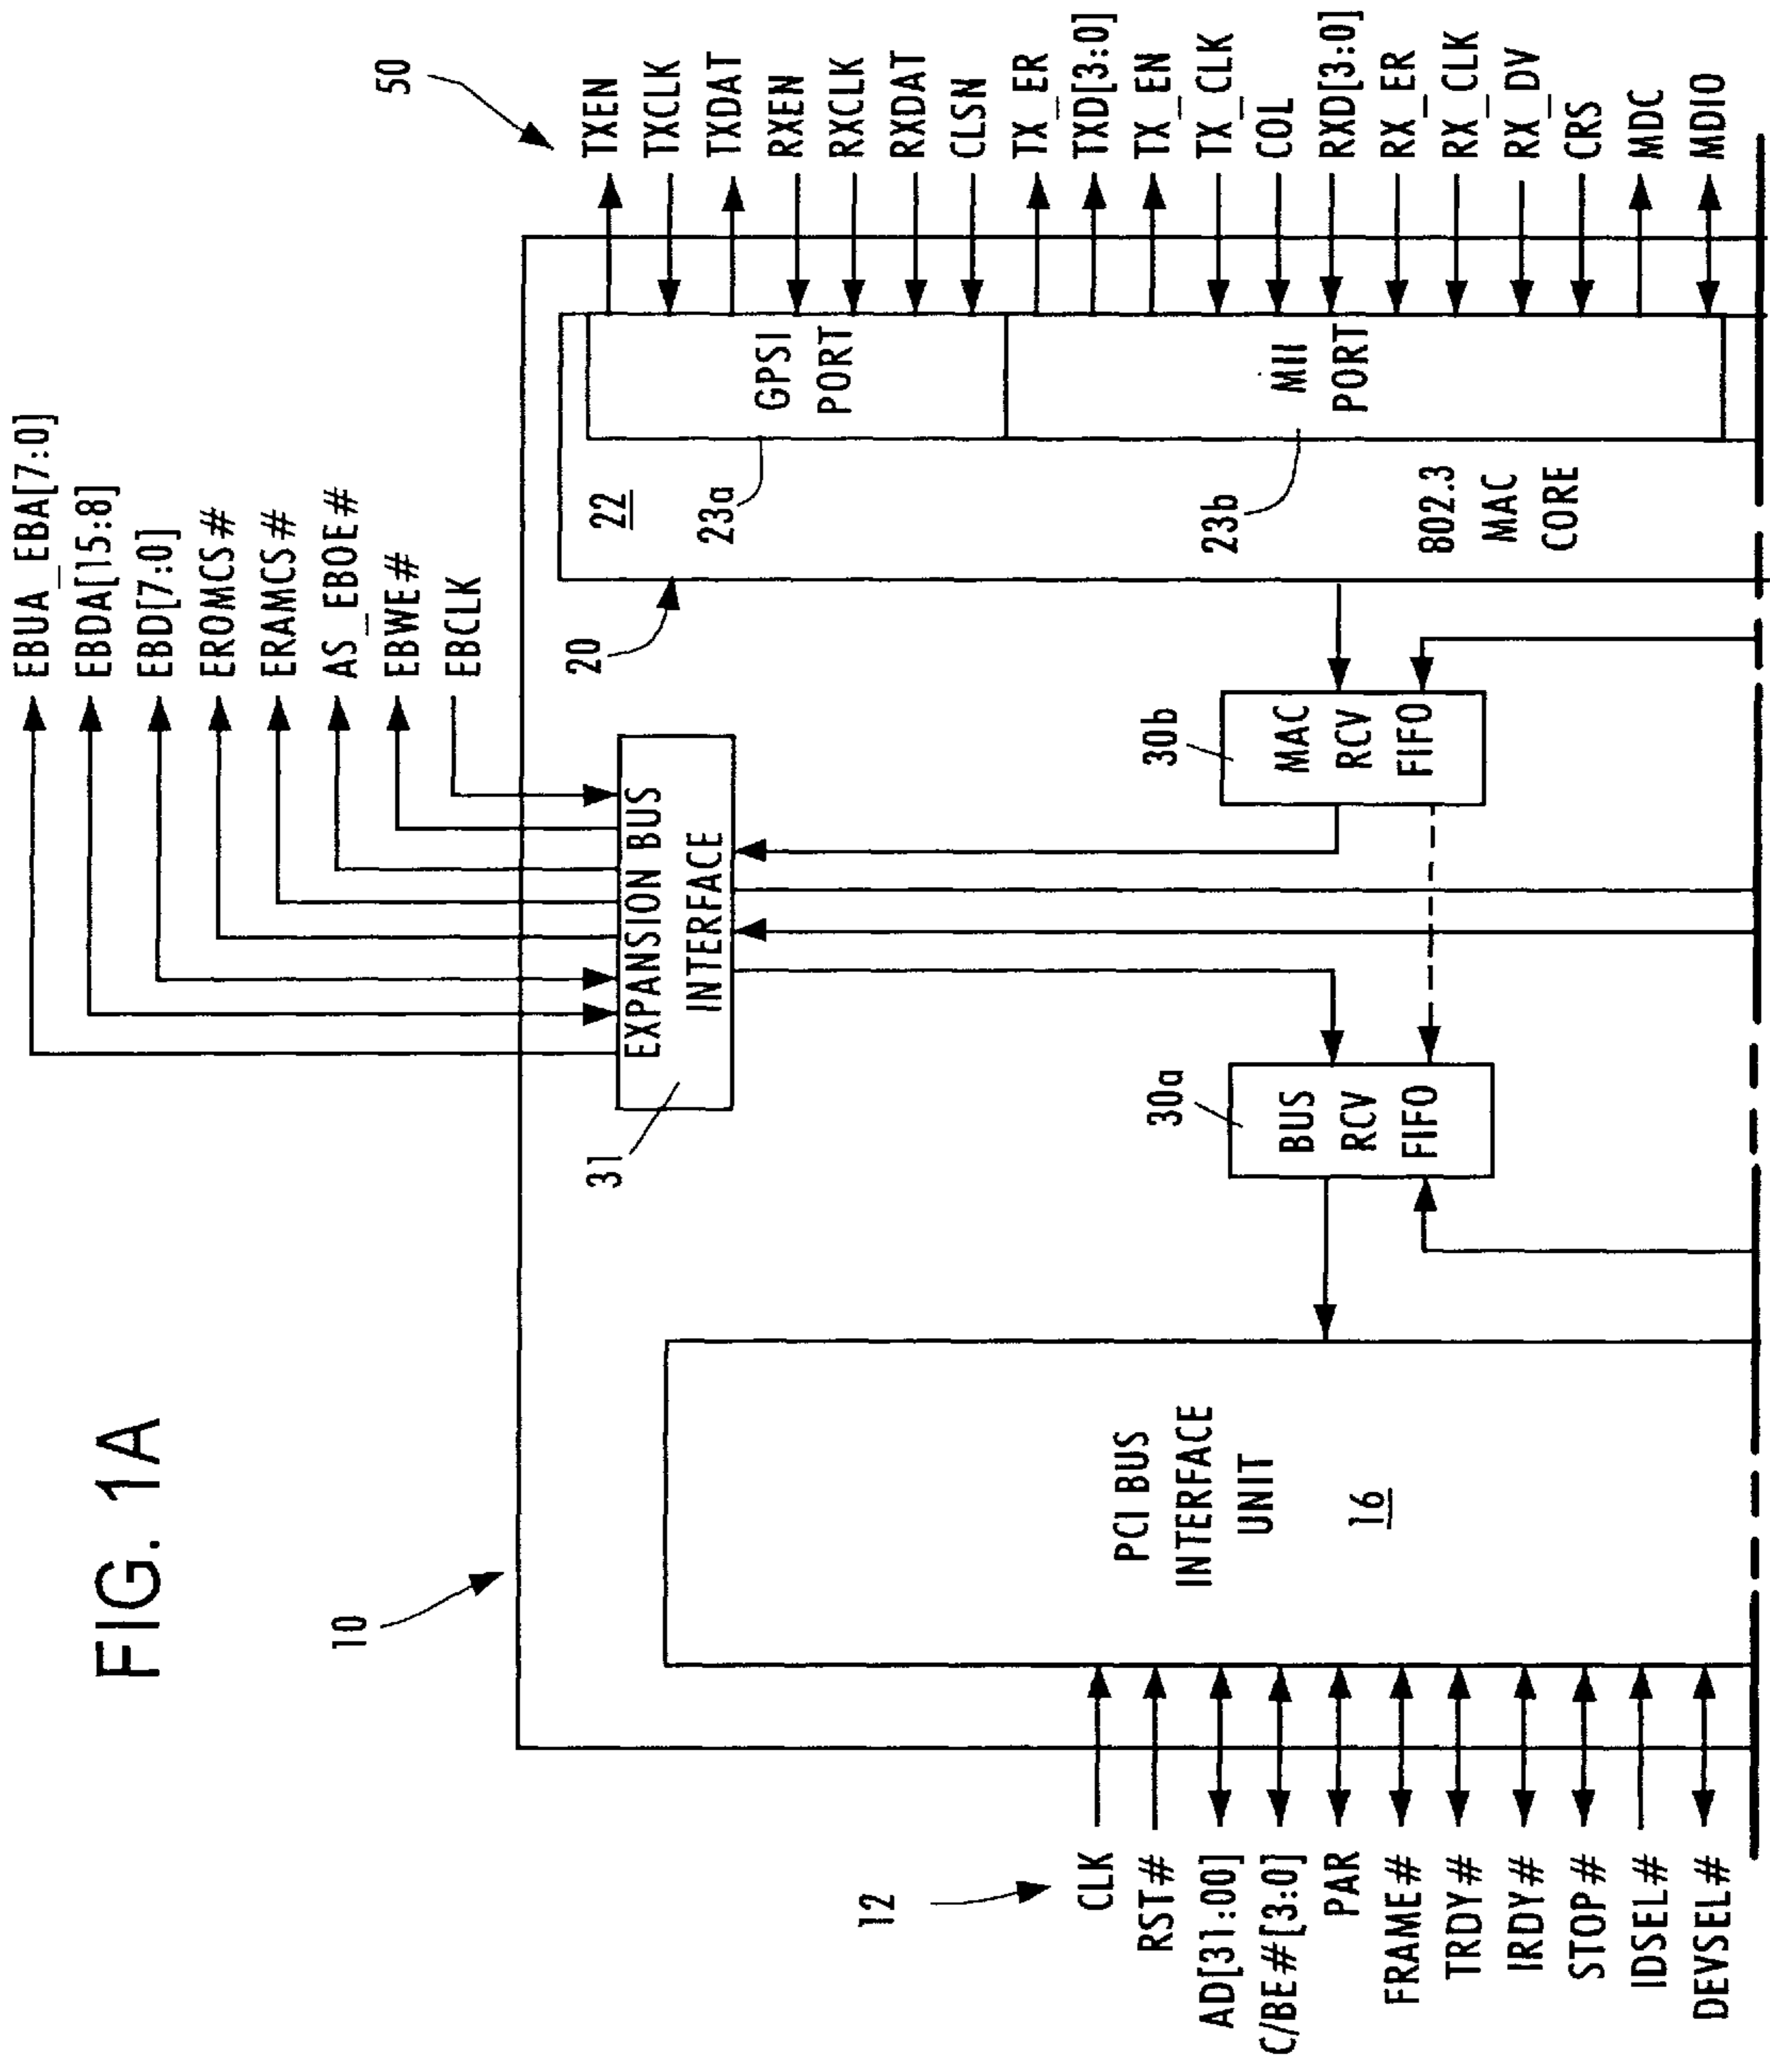 FIG. 1A
10
12
CLK
RST#
AD[31:00]
C/BE#[3:0]
PAR
FRAME#
TRDY#
IRDY#
STOP#
IDSEL#
DEVSEL#
PCI BUS
INTERFACE
UNIT
16
EBUA_EBA[7:0]
EBDA[15:8]
EBD[7:0]
EROMCS#
ERAMCS#
AS_EBOE#
EBWE#
EBCLK
31
EXPANSION BUS
INTERFACE
30a
BUS
RCV
FIFO
30b
MAC
RCV
FIFO
20
22
23a
GPSI
PORT
23b
MII
PORT
802.3
MAC
CORE
50
TXEN
TXCLK
TXDAT
RXEN
RXCLK
RXDAT
CLSN
TX_ER
TXD[3:0]
TX_EN
TX_CLK
COL
RXD[3:0]
RX_ER
RX_CLK
RX_DV
CRS
MDC
MDIO